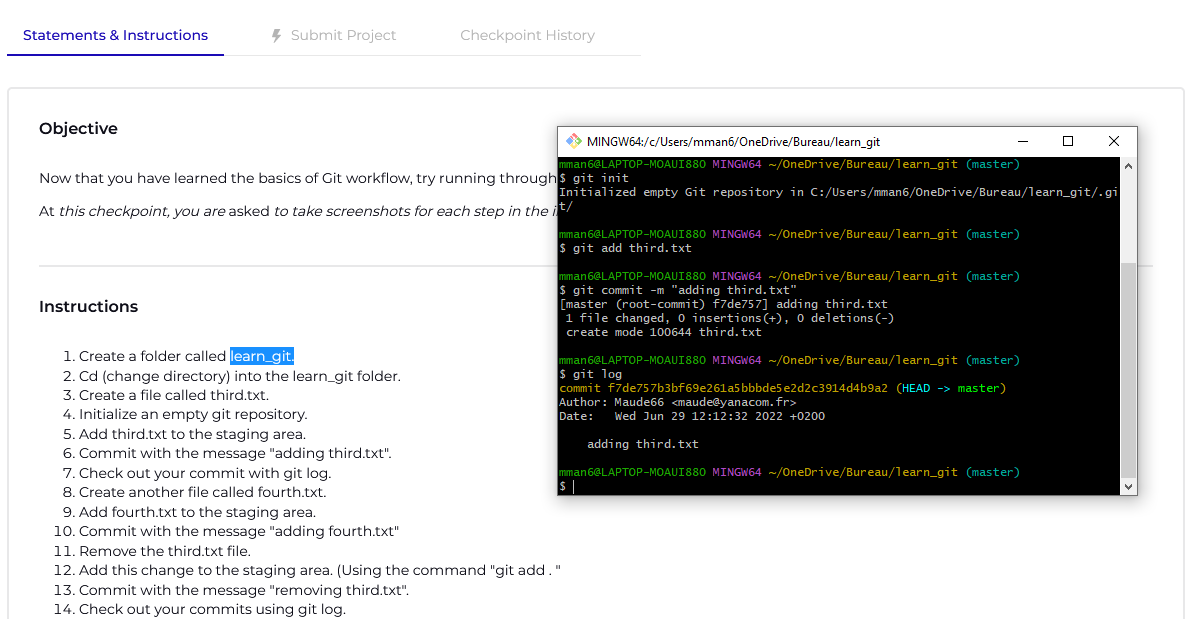 Statements & Instructions
Submit Project
Checkpoint History
Objective
Now that you have learned the basics of Git workflow, try running through
At this checkpoint, you are asked to take screenshots for each step in the
Instructions
1. Create a folder called learn_git.
2. Cd (change directory) into the learn_git folder.
3. Create a file called third.txt.
4. Initialize an empty git repository.
5. Add third.txt to the staging area.
6. Commit with the message "adding third.txt".
7. Check out your commit with git log.
8. Create another file called fourth.txt.
9. Add fourth.txt to the staging area.
10. Commit with the message "adding fourth.txt"
11. Remove the third.txt file.
12. Add this change to the staging area. (Using the command "git add . "
13. Commit with the message "removing third.txt".
14. Check out your commits using git log.
MINGW64:/c/Users/mman6/OneDrive/Bureau/learn_git
mman6@LAPTOP-MOAUI880 MINGW64 ~/OneDrive/Bureau/learn_git (master)
$ git init
Initialized empty Git repository in C:/Users/mman6/OneDrive/Bureau/learn_git/.gi
t/
mman6@LAPTOP-MOAUI880 MINGW64 ~/OneDrive/Bureau/learn_git (master)
$ git add third.txt
mman6@LAPTOP-MOAUI880 MINGW64 ~/OneDrive/Bureau/learn_git (master)
$ git commit -m "adding third.txt"
[master (root-commit) f7de757] adding third.txt
1 file changed, 0 insertions(+), 0 deletions(-)
create mode 100644 third.txt
mman6@LAPTOP-MOAUI880 MINGW64 ~/OneDrive/Bureau/learn_git (master)
$ git log
commit f7de757b3bf69e261a5bbbde5e2d2c3914d4b9a2 (HEAD -> master)
Author: Maude66 <maude@yanacom.fr>
Date: Wed Jun 29 12:12:32 2022 +0200
adding third.txt
mman6@LAPTOP-MOAUI880 MINGW64 ~/OneDrive/Bureau/learn_git (master)
$